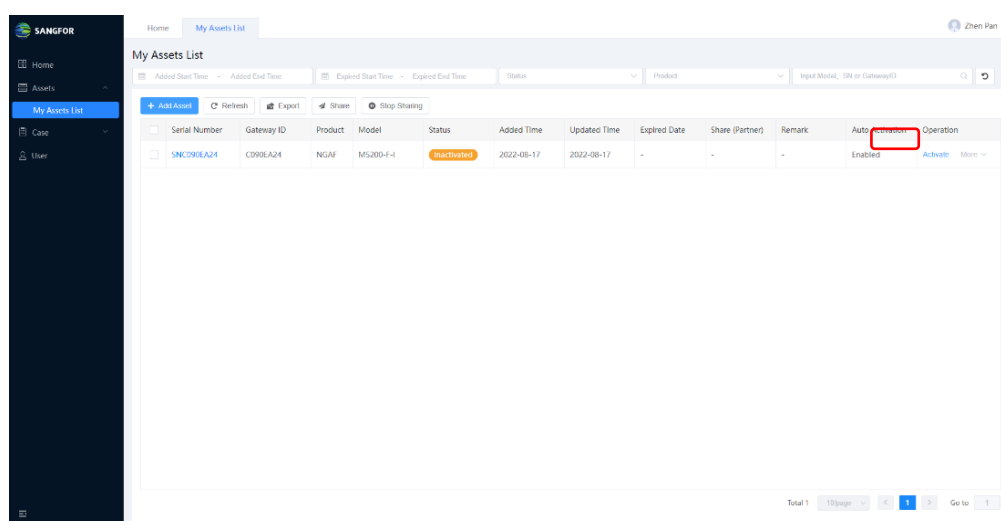 SANGFOR
Home
My Assets List
Zhen Pan
Home
Assets
My Assets List
Case
User
My Assets List
Added Start Time - Added End Time
Expired Start Time - Expired End Time
Status
Product
Input Model, SN or GatewayID
+ Add Asset
Refresh
Export
Share
Stop Sharing
Serial Number Gateway ID Product Model Status Added Time Updated Time Expired Date Share (Partner) Remark Auto Activation Operation
SNC090EA24 C090EA24 NGAF M5200-F-I Inactivated 2022-08-17 2022-08-17 - - - Enabled Activate More
Total 1 10/page < 1 > Go to 1